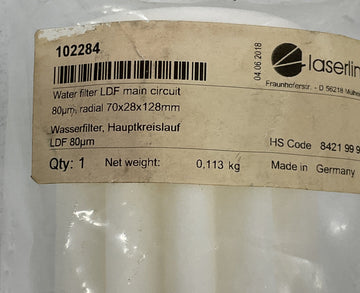 102284
04.06.2018
laserlin
Fraunhoferstr. - D 56218 Mülhe
Water filter LDF main circuit
80µm, radial 70x28x128mm
Wasserfilter, Hauptkreislauf
LDF 80µm
HS Code 8421 99 9
Qty: 1 Net weight: 0,113 kg Made in Germany